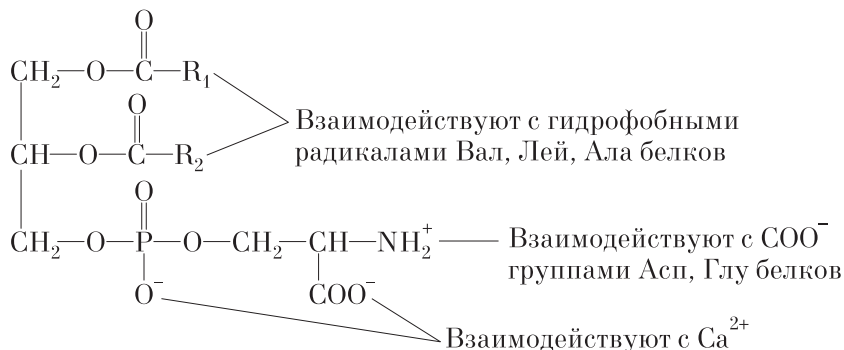 O
CH₂—O—C—R₁
O
Взаимодействуют с гидрофобными
радикалами Вал, Лей, Ала белков
CH—O—C—R₂
O
CH₂—O—P—O—CH₂—CH—NH₂⁺
Взаимодействуют с COO⁻
группами Асп, Глу белков
O⁻ COO⁻
Взаимодействуют с Ca²⁺